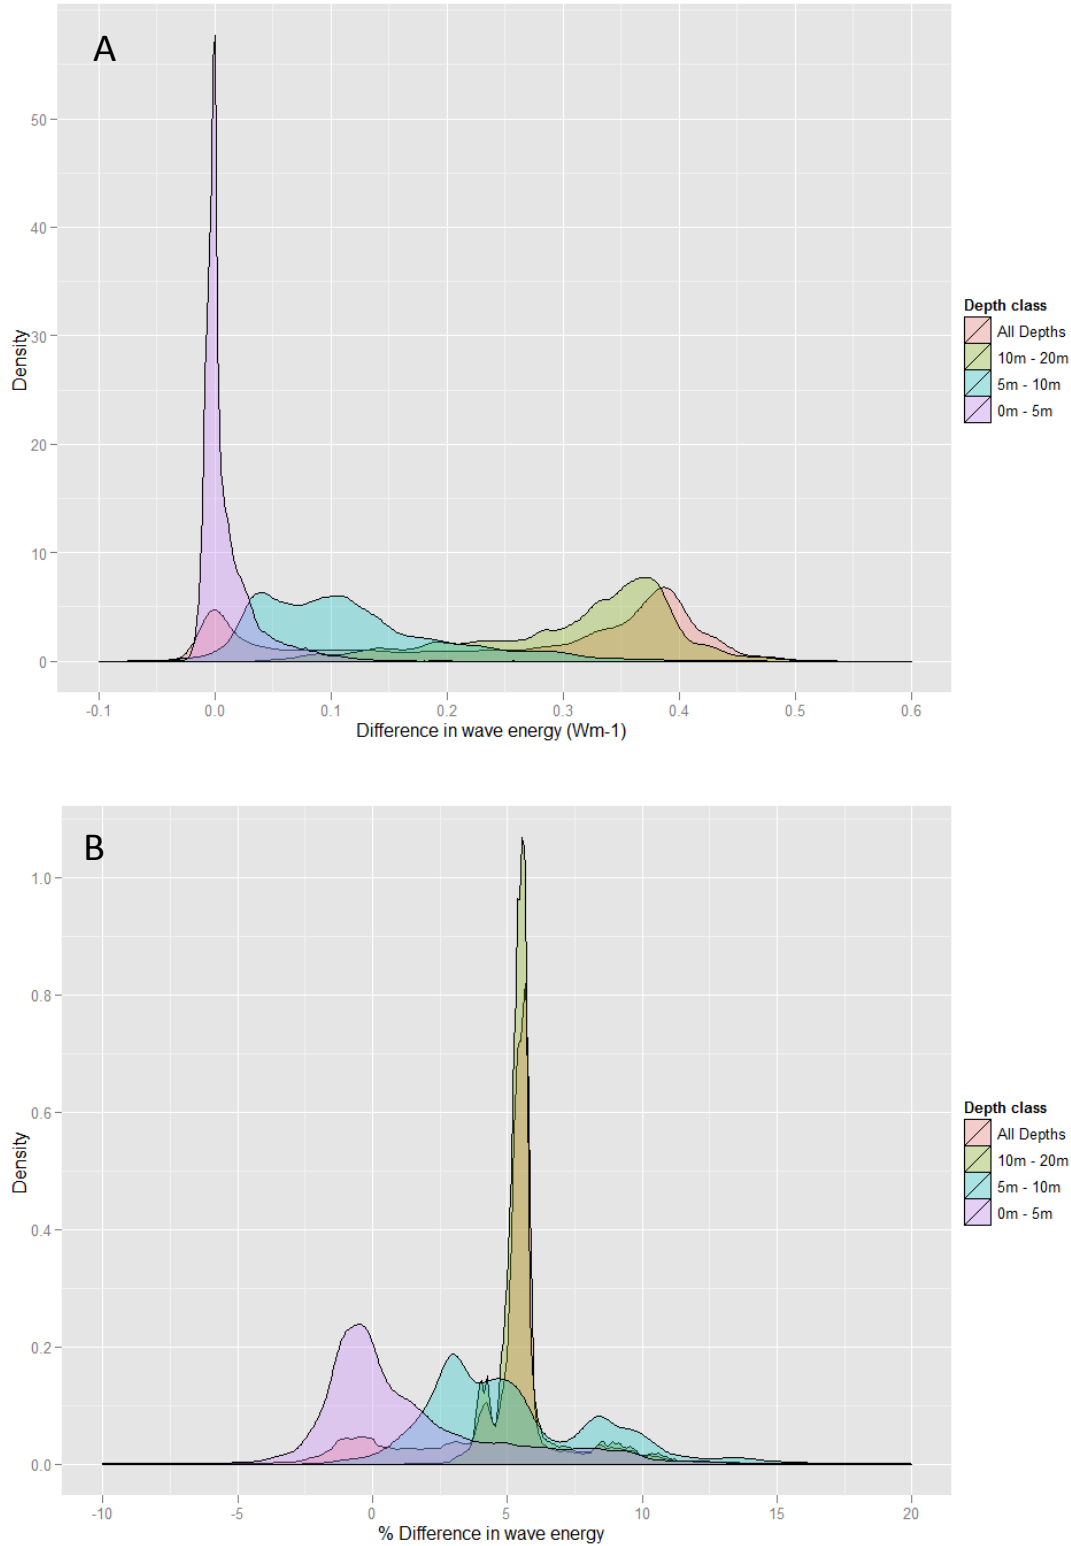 A
50
40
30
20
10
0
Density
-0.1 0.0 0.1 0.2 0.3 0.4 0.5 0.6
Difference in wave energy (Wm-1)
Depth class
All Depths
10m - 20m
5m - 10m
0m - 5m
B
1.0
0.8
0.6
0.4
0.2
0.0
Density
-10 -5 0 5 10 15 20
% Difference in wave energy
Depth class
All Depths
10m - 20m
5m - 10m
0m - 5m